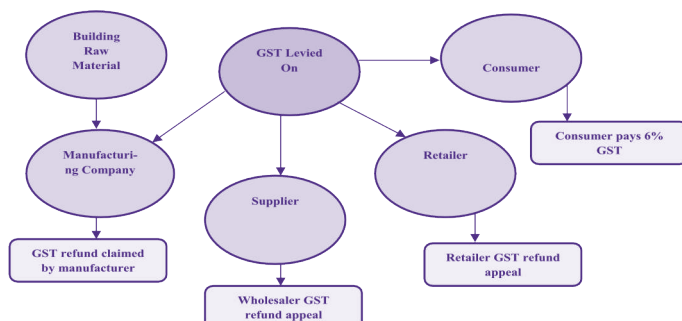 Building
Raw
Material
GST Levied
On
Consumer
Consumer pays 6%
GST
Manufacturi-
ng Company
Retailer
Supplier
GST refund claimed
by manufacturer
Retailer GST refund
appeal
Wholesaler GST
refund appeal